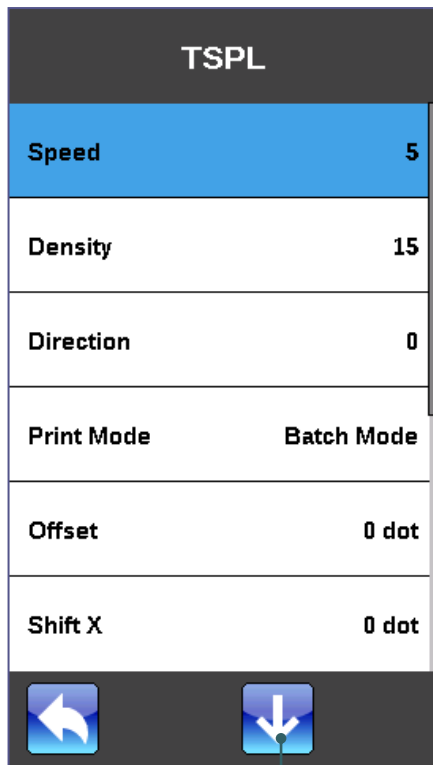 TSPL
Speed 5
Density 15
Direction 0
Print Mode Batch Mode
Offset 0 dot
Shift X 0 dot